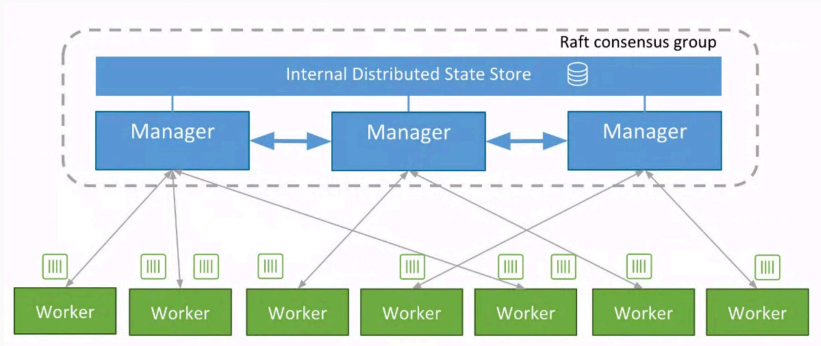 Raft consensus group
Internal Distributed State Store
Manager
Manager
Manager
Worker
Worker
Worker
Worker
Worker
Worker
Worker